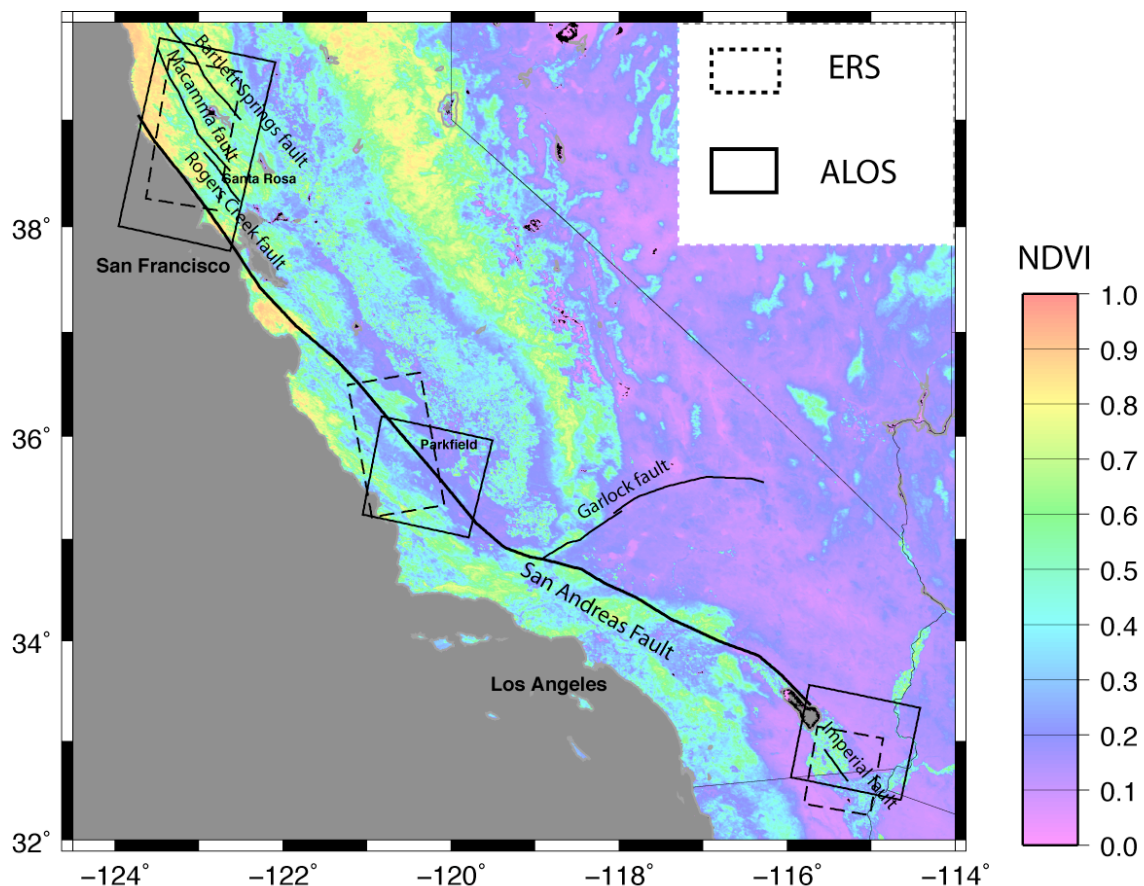 ERS
ALOS
Bartlett Springs fault
Macamma fault
Rogers Creek fault
Santa Rosa
38°
San Francisco
NDVI
1.0
0.9
0.8
0.7
0.6
0.5
0.4
0.3
0.2
0.1
0.0
36°
Parkfield
Garlock fault
San Andreas Fault
34°
Los Angeles
Imperial fault
32°
−124°
−122°
−120°
−118°
−116°
−114°